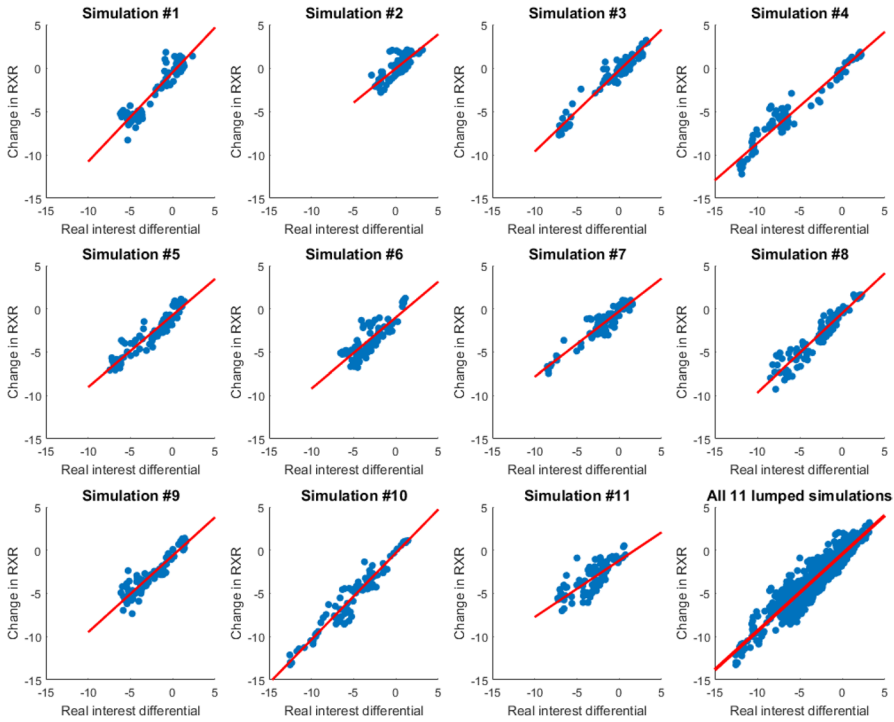 Simulation #1
Simulation #2
Simulation #3
Simulation #4
5
0
-5
-10
-15
Change in RXR
-15 -10 -5 0 5
Real interest differential
5
0
-5
-10
-15
Change in RXR
-15 -10 -5 0 5
Real interest differential
5
0
-5
-10
-15
Change in RXR
-15 -10 -5 0 5
Real interest differential
5
0
-5
-10
-15
Change in RXR
-15 -10 -5 0 5
Real interest differential
Simulation #5
Simulation #6
Simulation #7
Simulation #8
5
0
-5
-10
-15
Change in RXR
-15 -10 -5 0 5
Real interest differential
5
0
-5
-10
-15
Change in RXR
-15 -10 -5 0 5
Real interest differential
5
0
-5
-10
-15
Change in RXR
-15 -10 -5 0 5
Real interest differential
5
0
-5
-10
-15
Change in RXR
-15 -10 -5 0 5
Real interest differential
Simulation #9
Simulation #10
Simulation #11
All 11 lumped simulations
5
0
-5
-10
-15
Change in RXR
-15 -10 -5 0 5
Real interest differential
5
0
-5
-10
-15
Change in RXR
-15 -10 -5 0 5
Real interest differential
5
0
-5
-10
-15
Change in RXR
-15 -10 -5 0 5
Real interest differential
5
0
-5
-10
-15
Change in RXR
-15 -10 -5 0 5
Real interest differential